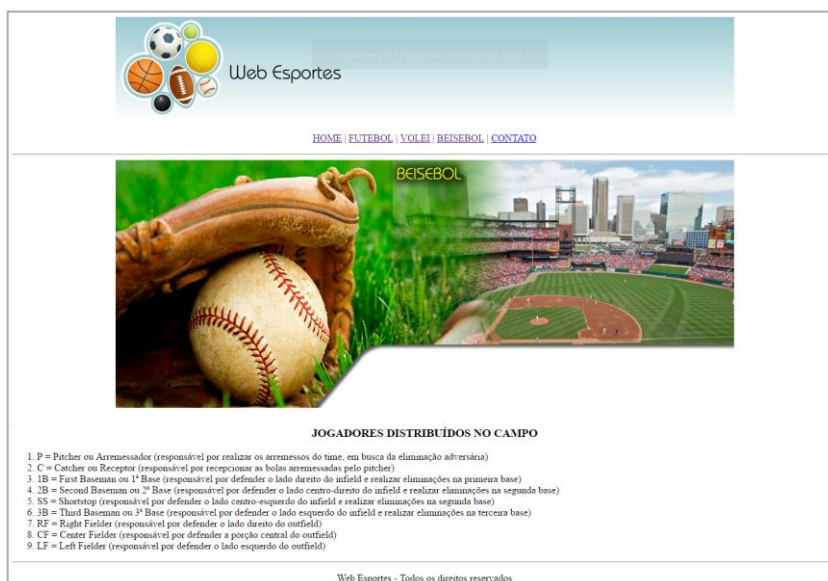 Web Esportes
HOME | FUTEBOL | VOLEI | BEISEBOL | CONTATO
BEISEBOL
JOGADORES DISTRIBUÍDOS NO CAMPO
1. P = Pitcher ou Arremessador (responsável por realizar os arremessos do time, em busca da eliminação adversária)
2. C = Catcher ou Receptor (responsável por recepcionar as bolas arremessadas pelo pitcher)
3. 1B = First Baseman ou 1ª Base (responsável por defender o lado direito do infield e realizar eliminações na primeira base)
4. 2B = Second Baseman ou 2ª Base (responsável por defender o lado centro-direito do infield e realizar eliminações na segunda base)
5. SS = Shortstop (responsável por defender o lado centro-esquerdo do infield e realizar eliminações na segunda base)
6. 3B = Third Baseman ou 3ª Base (responsável por defender o lado esquerdo do infield e realizar eliminações na terceira base)
7. RF = Right Fielder (responsável por defender o lado direito do outfield)
8. CF = Center Fielder (responsável por defender a porção central do outfield)
9. LF = Left Fielder (responsável por defender o lado esquerdo do outfield)
Web Esportes - Todos os direitos reservados